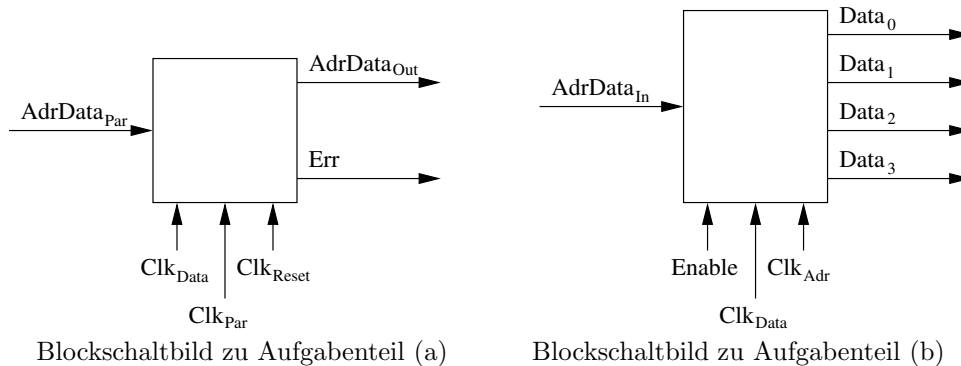 AdrData_Par
AdrData_Out
Err
Clk_Data
Clk_Reset
Clk_Par
Blockschaltbild zu Aufgabenteil (a)
AdrData_In
Data_0
Data_1
Data_2
Data_3
Enable
Clk_Adr
Clk_Data
Blockschaltbild zu Aufgabenteil (b)